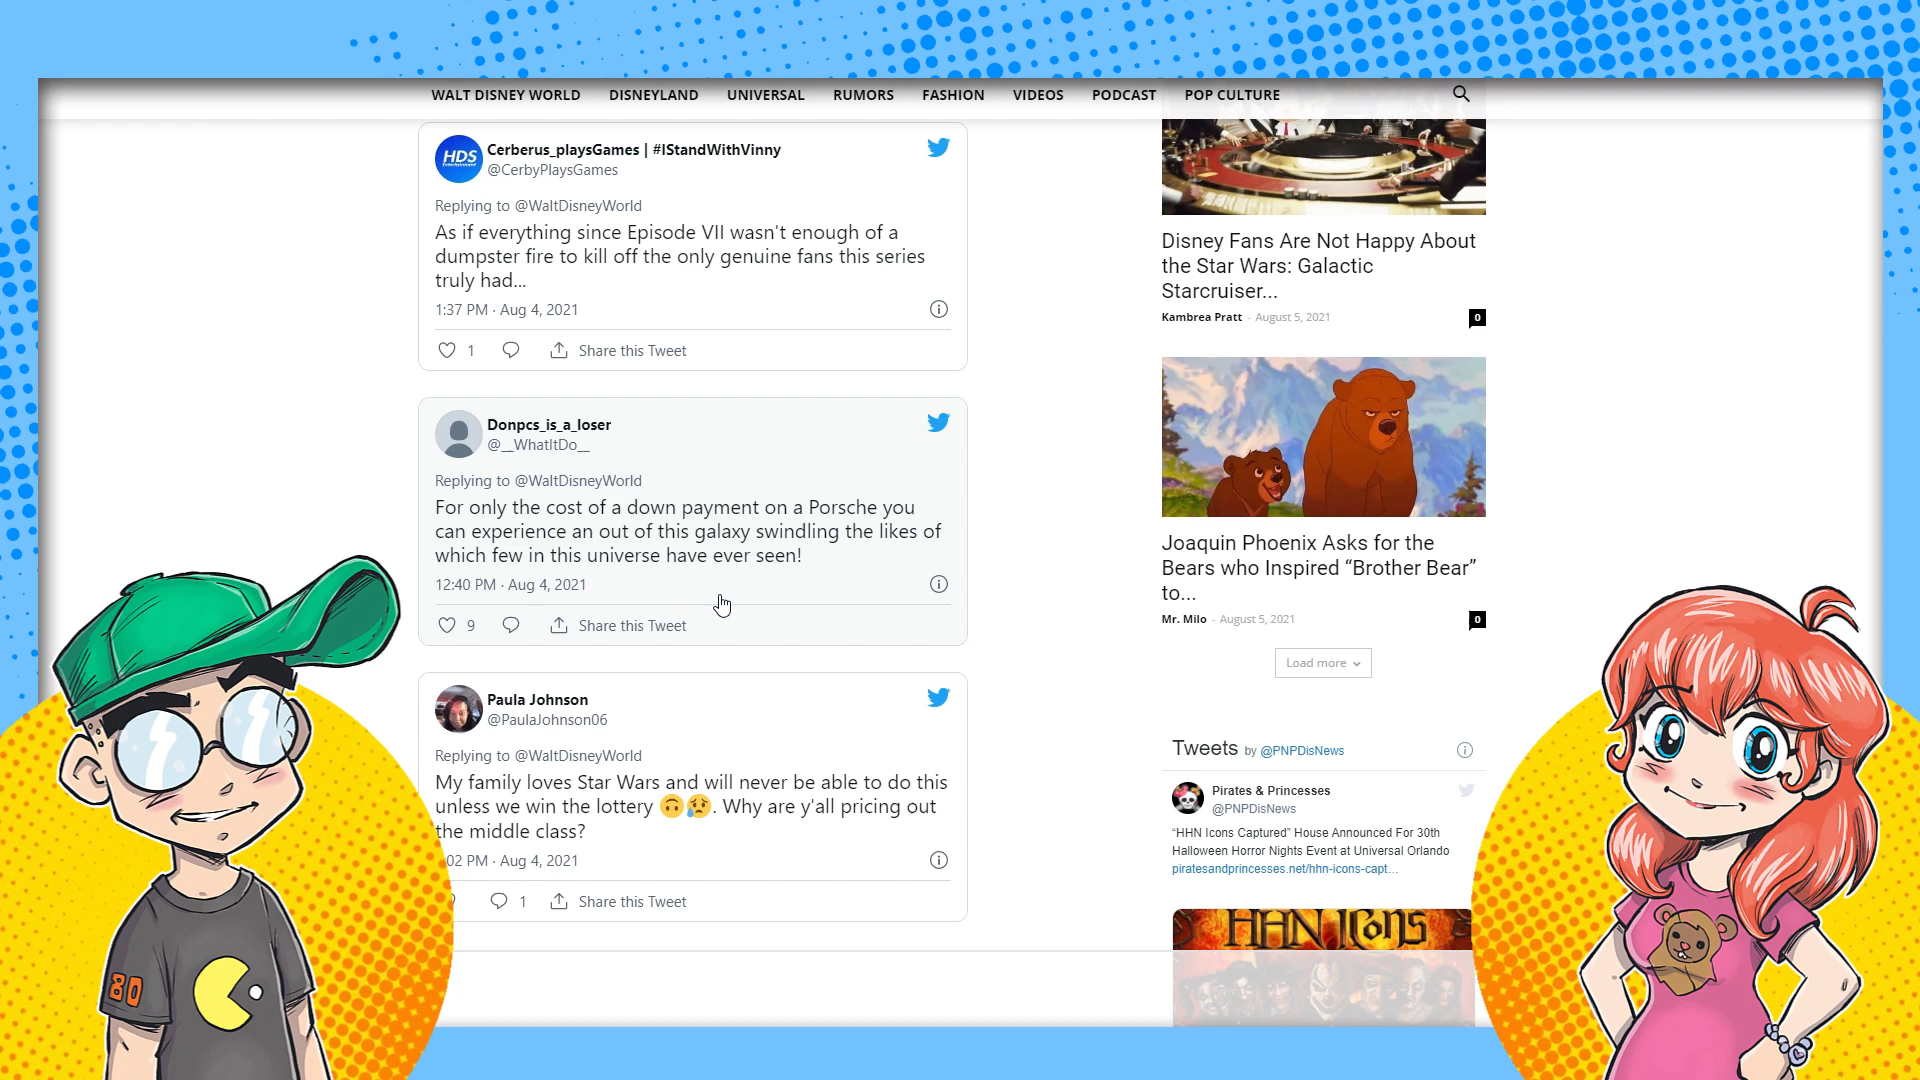 WALT DISNEY WORLD DISNEYLAND UNIVERSAL RUMORS FASHION VIDEOS PODCAST POP CULTURE
HDS
Cerberus_playsGames | #IStandWithVinny
@CerbyPlaysGames
Replying to @WaltDisneyWorld
As if everything since Episode VII wasn't enough of a
dumpster fire to kill off the only genuine fans this series
truly had...
1:37 PM · Aug 4, 2021
1 Share this Tweet
Donpcs_is_a_loser
@__WhatItDo__
Replying to @WaltDisneyWorld
For only the cost of a down payment on a Porsche you
can experience an out of this galaxy swindling the likes of
which few in this universe have ever seen!
12:40 PM · Aug 4, 2021
9 Share this Tweet
Paula Johnson
@PaulaJohnson06
Replying to @WaltDisneyWorld
My family loves Star Wars and will never be able to do this
unless we win the lottery 🙃😥. Why are y'all pricing out
the middle class?
02 PM · Aug 4, 2021
1 Share this Tweet
Disney Fans Are Not Happy About
the Star Wars: Galactic
Starcruiser...
Kambrea Pratt - August 5, 2021 0
Joaquin Phoenix Asks for the
Bears who Inspired “Brother Bear”
to...
Mr. Milo - August 5, 2021 0
Load more
Tweets by @PNPDisNews
Pirates & Princesses
@PNPDisNews
“HHN Icons Captured” House Announced For 30th
Halloween Horror Nights Event at Universal Orlando
piratesandprincesses.net/hhn-icons-capt…
HHN Icons
80